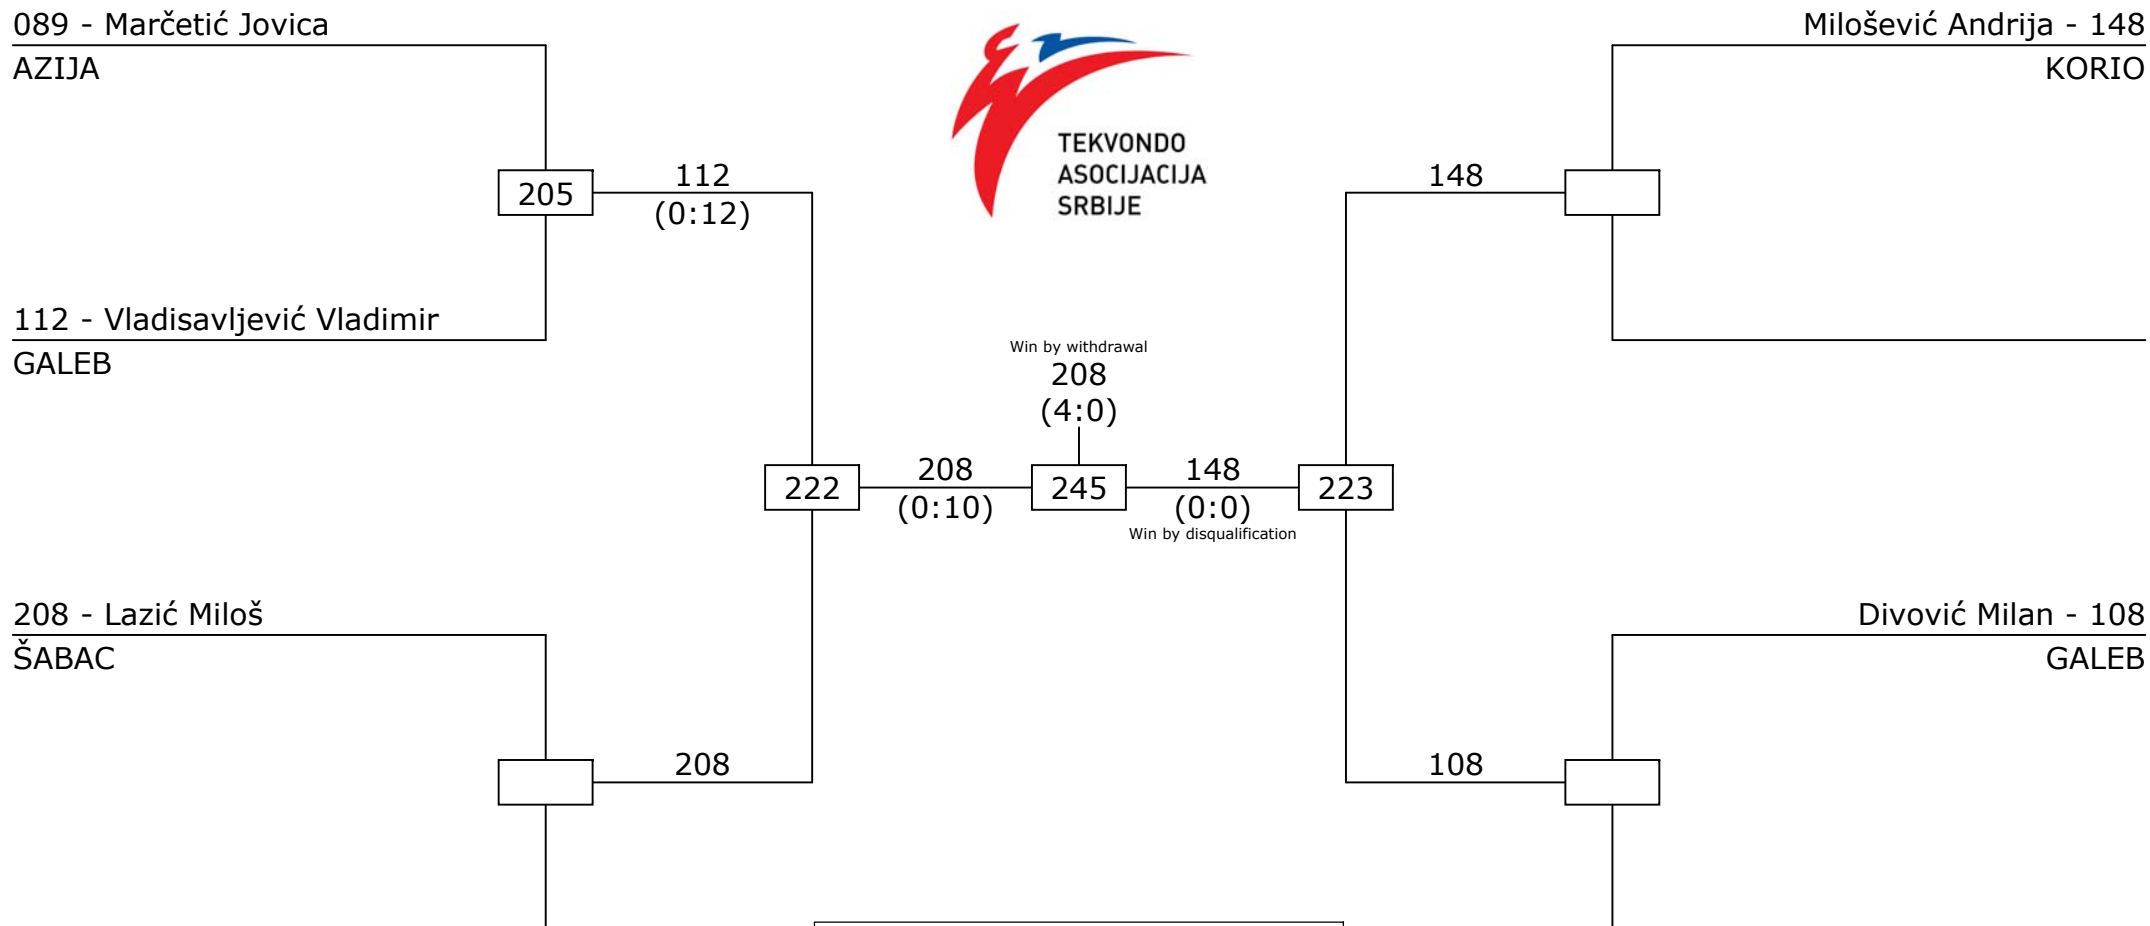 089 - Marčetić Jovica
AZIJA
Milošević Andrija - 148
KORIO
TEKVONDO
ASOCIJACIJA
SRBIJE
205
112
(0:12)
148
112 - Vladisavljević Vladimir
GALEB
Win by withdrawal
208
(4:0)
222
208
(0:10)
245
148
(0:0)
Win by disqualification
223
208 - Lazić Miloš
ŠABAC
Divović Milan - 108
GALEB
208
108